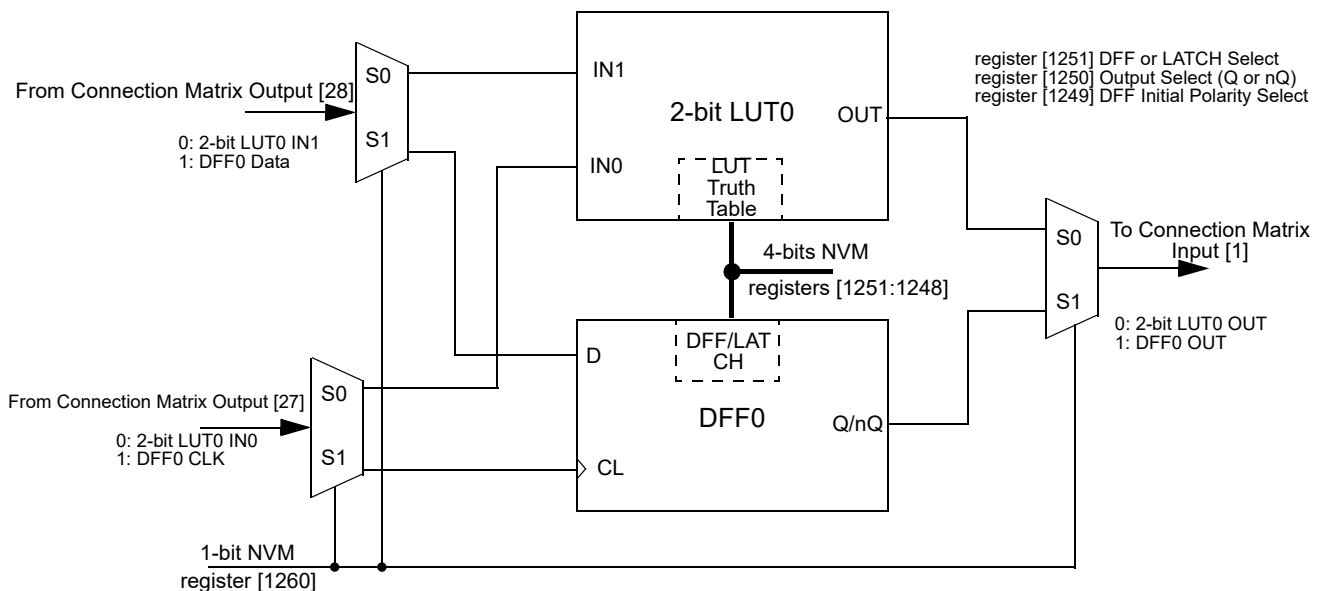 From Connection Matrix Output [28]
0: 2-bit LUT0 IN1
1: DFF0 Data
S0
S1
IN1
IN0
2-bit LUT0
OUT
LUT
Truth
Table
register [1251] DFF or LATCH Select
register [1250] Output Select (Q or nQ)
register [1249] DFF Initial Polarity Select
4-bits NVM
registers [1251:1248]
S0
S1
To Connection Matrix
Input [1]
0: 2-bit LUT0 OUT
1: DFF0 OUT
From Connection Matrix Output [27]
0: 2-bit LUT0 IN0
1: DFF0 CLK
S0
S1
D
CL
DFF/LAT
CH
DFF0
Q/nQ
1-bit NVM
register [1260]